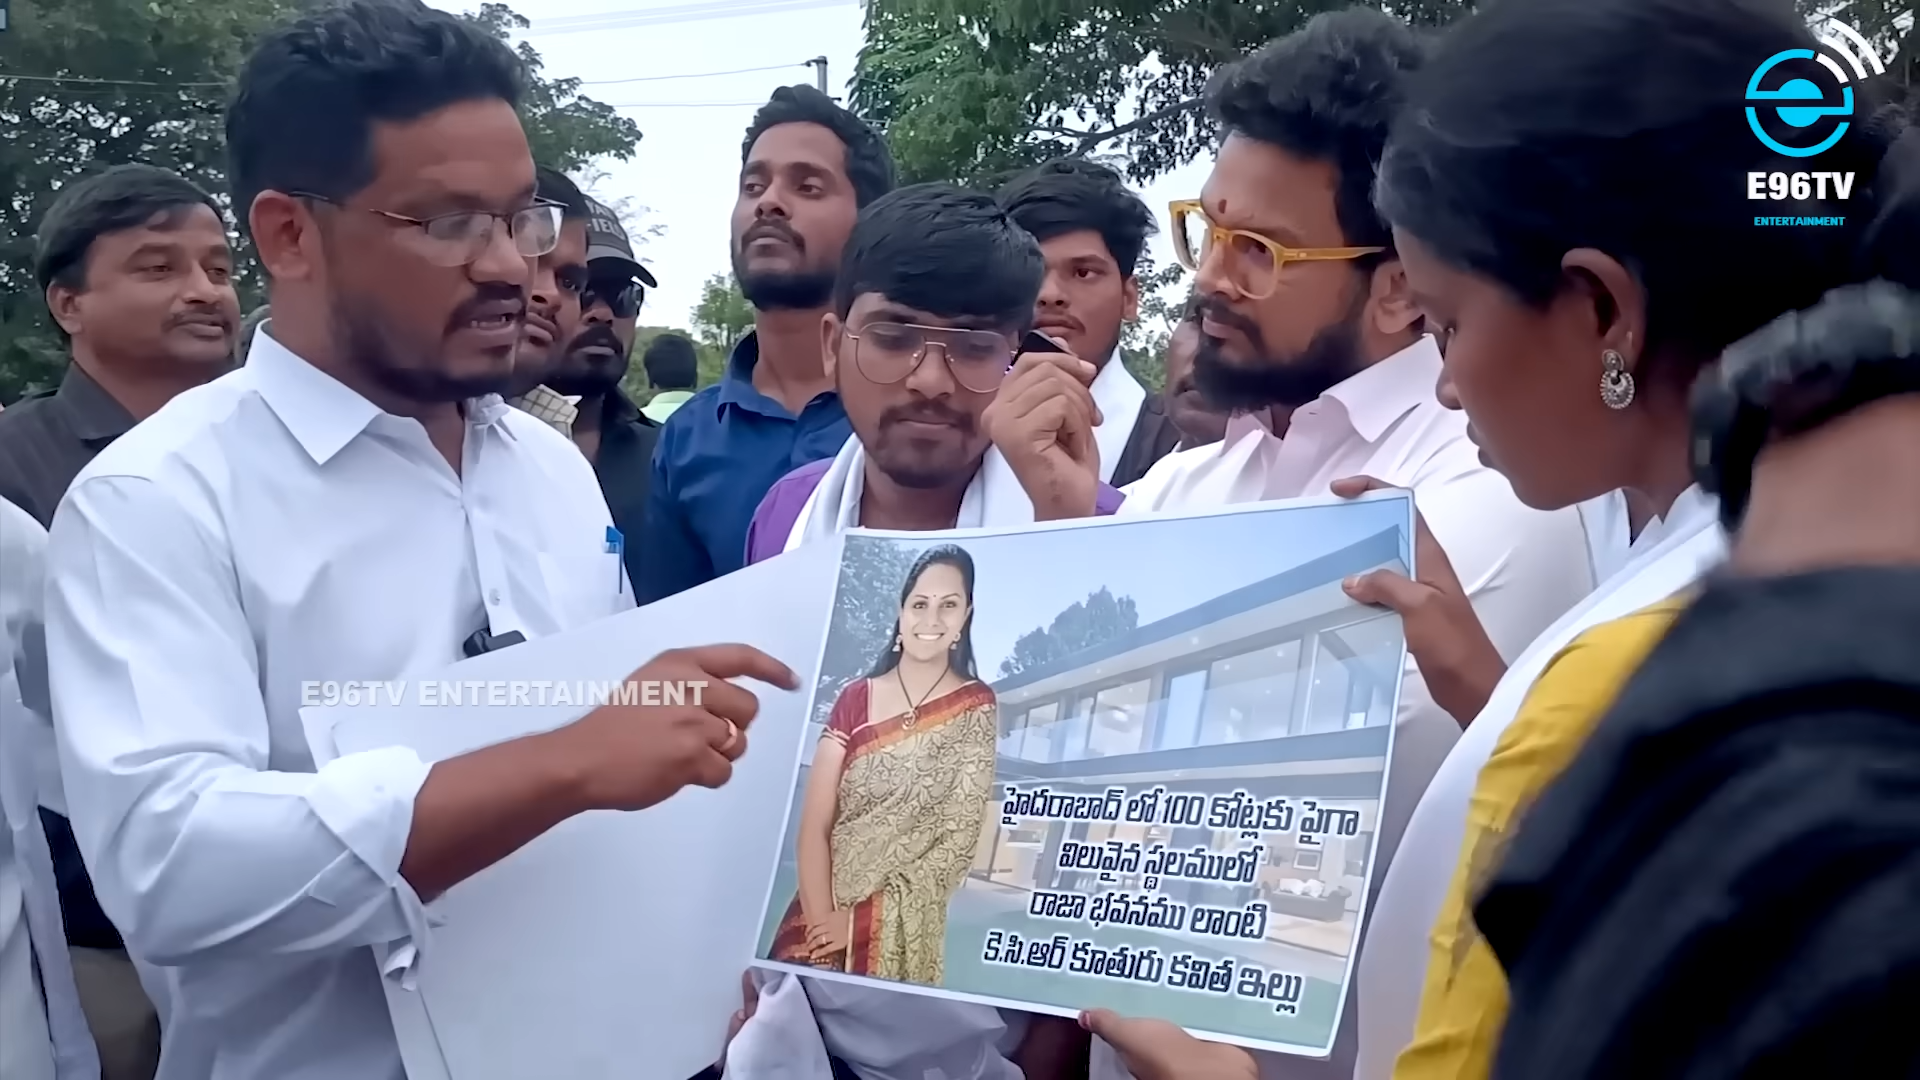 E96TV
ENTERTAINMENT
E96TV ENTERTAINMENT
హైదరాబాద్ లో 100 కోట్లకు పైగా
విలువైన స్థలములో
రాజా భవనము లాంటి
కె.సి.ఆర్ కూతురు కవిత ఇల్లు